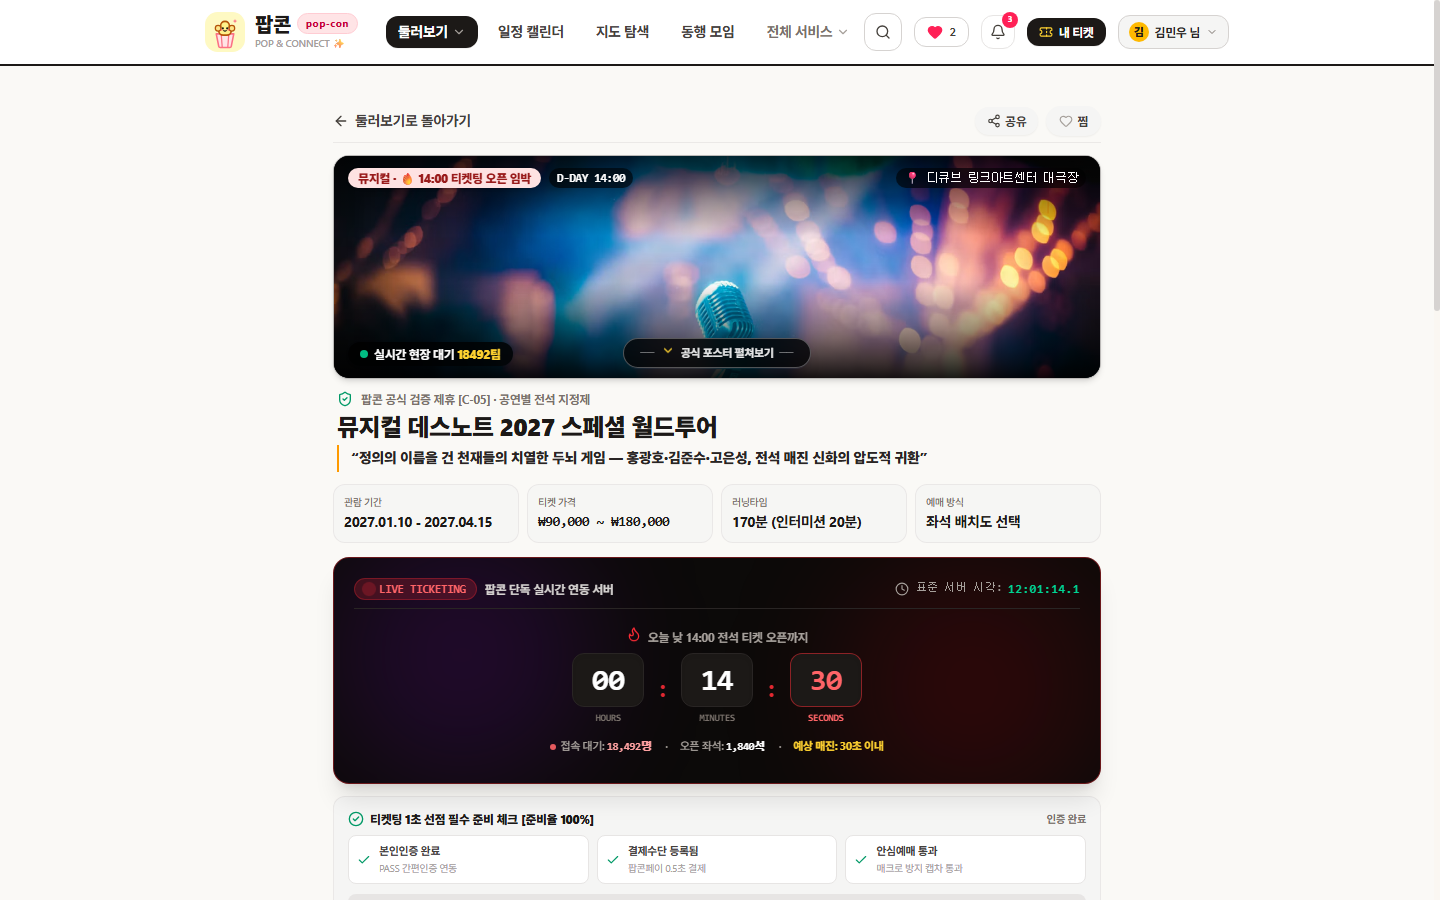 팝콘 pop-con
POP & CONNECT ✨
둘러보기 일정 캘린더 지도 탐색 동행 모임 전체 서비스 2 3 내 티켓 김 김민우 님
둘러보기로 돌아가기 공유 찜
뮤지컬 · 🔥 14:00 티켓팅 오픈 임박 D-DAY 14:00 📍 디큐브 링크아트센터 대극장
실시간 현장 대기 18492팀 공식 포스터 펼쳐보기
팝콘 공식 검증 제휴 [C-05] · 공연별 전석 지정제
뮤지컬 데스노트 2027 스페셜 월드투어
“정의의 이름을 건 천재들의 치열한 두뇌 게임 — 홍광호·김준수·고은성, 전석 매진 신화의 압도적 귀환”
관람 기간 티켓 가격 러닝타임 예매 방식
2027.01.10 - 2027.04.15 ₩90,000 ~ ₩180,000 170분 (인터미션 20분) 좌석 배치도 선택
LIVE TICKETING 팝콘 단독 실시간 연동 서버 표준 서버 시각: 12:01:14.1
오늘 낮 14:00 전석 티켓 오픈까지
00 : 14 : 30
HOURS MINUTES SECONDS
접속 대기: 18,492명 · 오픈 좌석: 1,840석 · 예상 매진: 30초 이내
티켓팅 1초 선점 필수 준비 체크 [준비율 100%] 인증 완료
본인인증 완료 결제수단 등록됨 안심예매 통과
PASS 간편인증 연동 팝콘페이 0.5초 결제 매크로 방지 캡차 통과